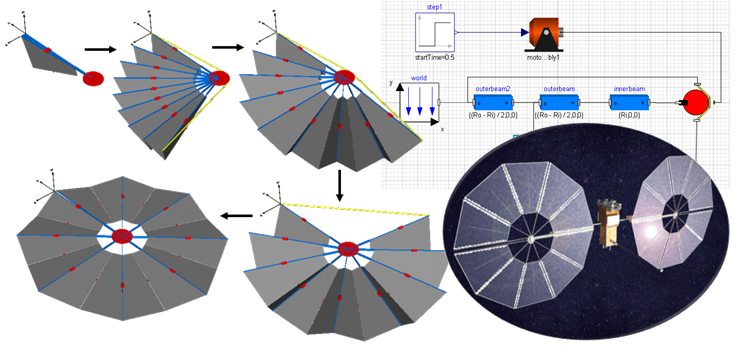 step1
startTime=0.5
moto...bly1
world
y
x
outerbeam2
{(Ro - Ri) / 2,0,0}
outerbeam
{(Ro - Ri) / 2,0,0}
innerbeam
{Ri,0,0}